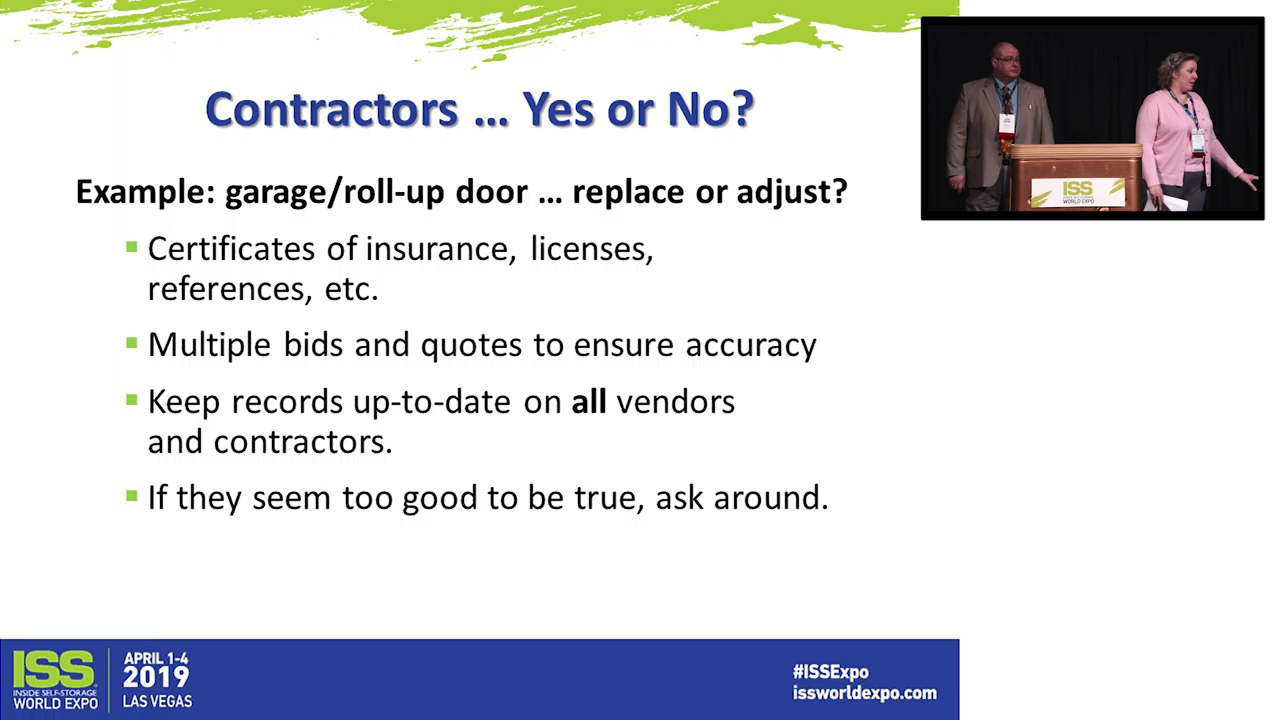 Contractors … Yes or No?
Example: garage/roll-up door … replace or adjust?
Certificates of insurance, licenses,
references, etc.
Multiple bids and quotes to ensure accuracy
Keep records up-to-date on all vendors
and contractors.
If they seem too good to be true, ask around.
ISS
WORLD EXPO
ISS
INSIDE SELF-STORAGE
WORLD EXPO
APRIL 1-4
2019
LAS VEGAS
#ISSExpo
issworldexpo.com